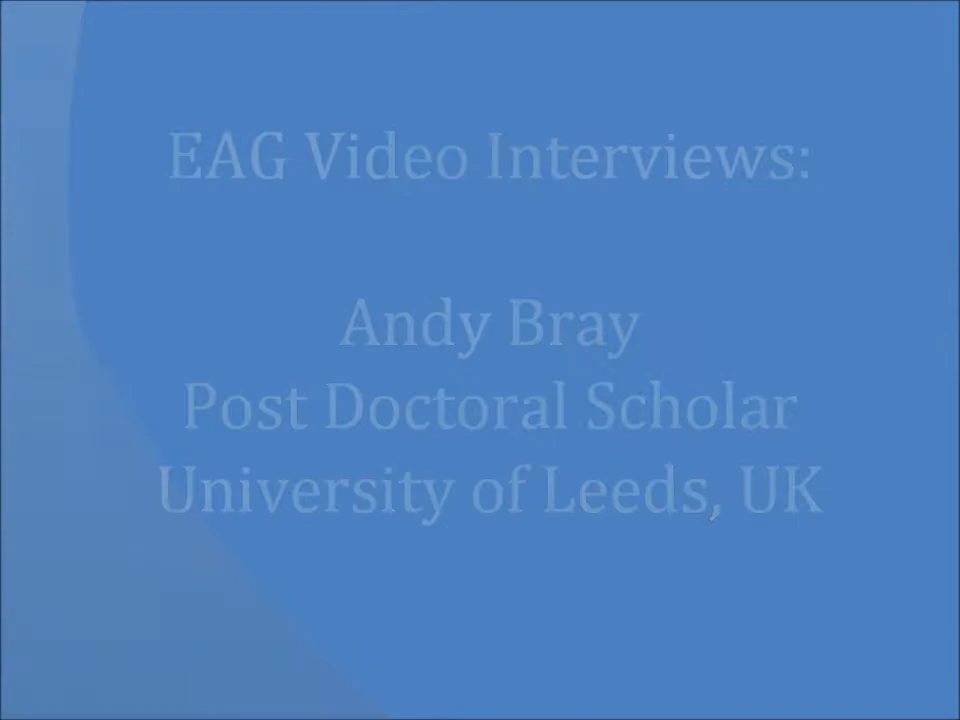 EAG Video Interviews:
Andy Bray
Post Doctoral Scholar
University of Leeds, UK